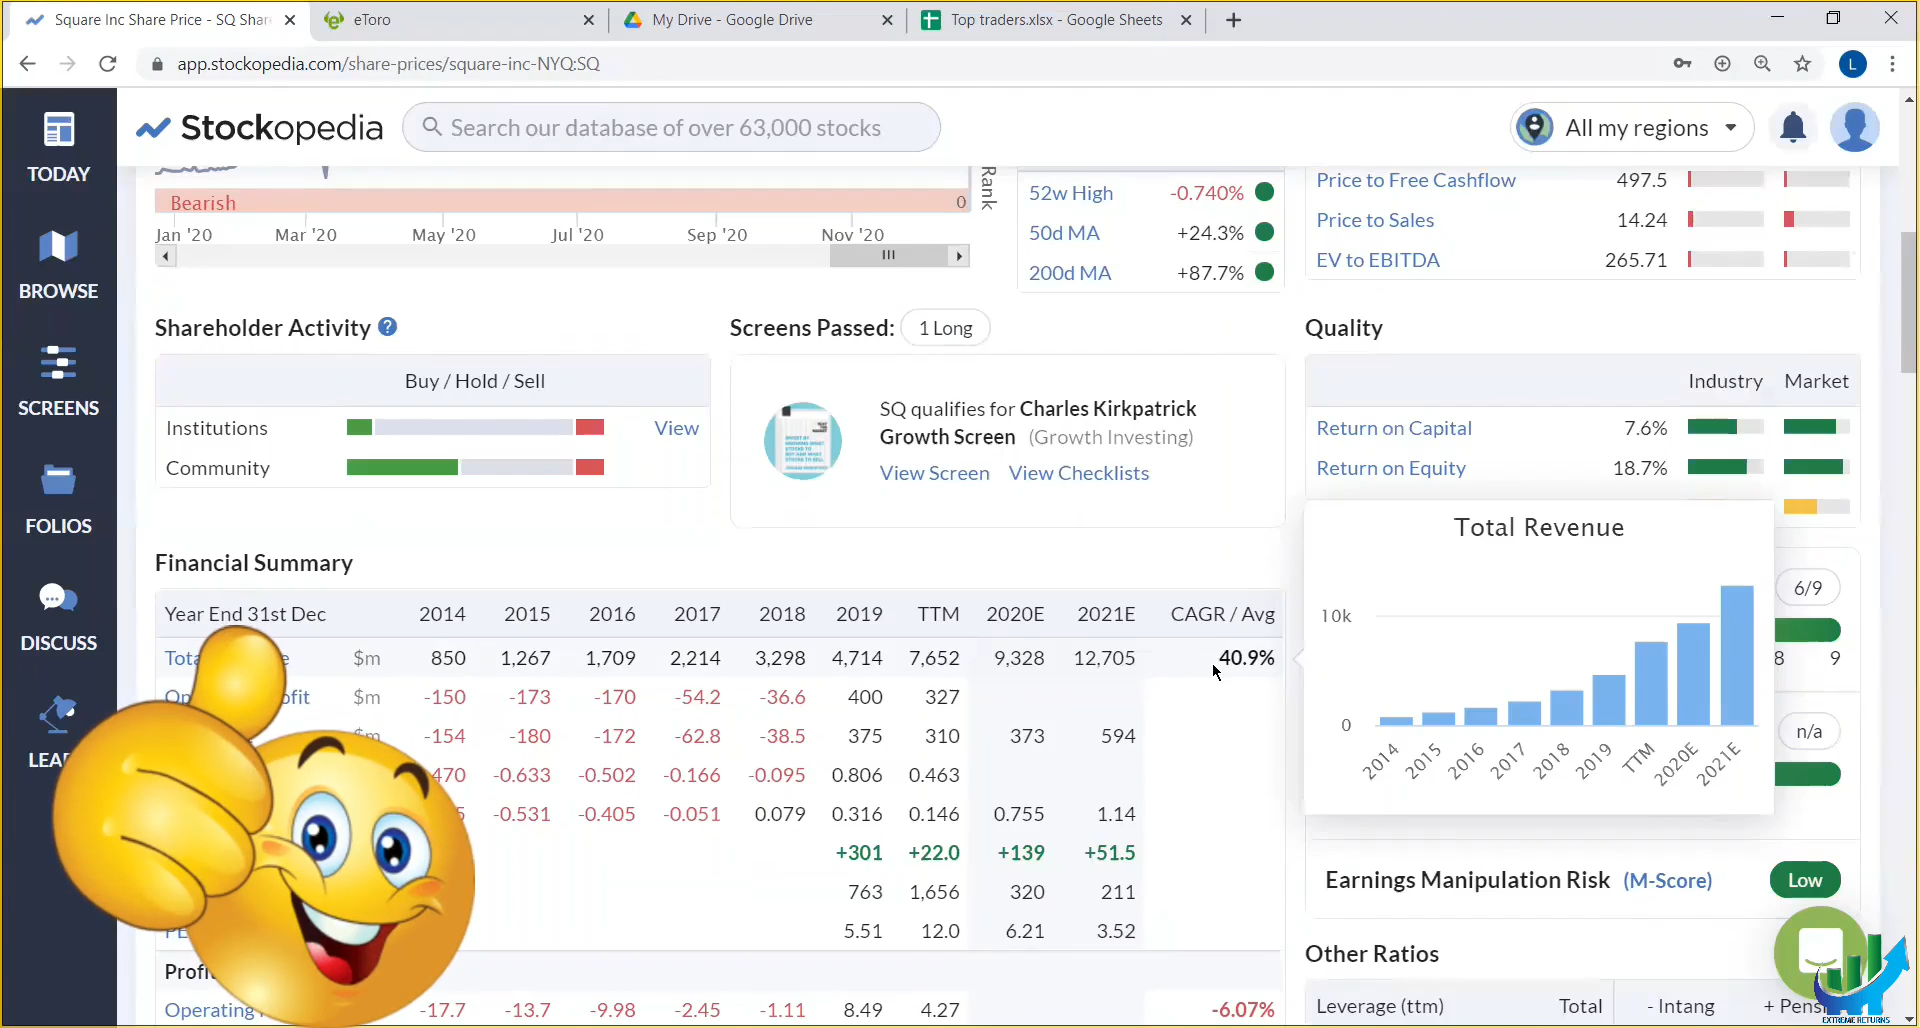 Square Inc Share Price - SQ Share
eToro
My Drive - Google Drive
Top traders.xlsx - Google Sheets
app.stockopedia.com/share-prices/square-inc-NYQ:SQ
L
Stockopedia
Search our database of over 63,000 stocks
All my regions
TODAY
BROWSE
SCREENS
FOLIOS
DISCUSS
Bearish
0
Rank
Jan '20 Mar '20 May '20 Jul '20 Sep '20 Nov '20
52w High -0.740%
50d MA +24.3%
200d MA +87.7%
Price to Free Cashflow 497.5
Price to Sales 14.24
EV to EBITDA 265.71
Shareholder Activity ?
Buy / Hold / Sell
Institutions View
Community
Screens Passed: 1 Long
SQ qualifies for Charles Kirkpatrick
Growth Screen (Growth Investing)
View Screen View Checklists
Quality
Industry Market
Return on Capital 7.6%
Return on Equity 18.7%
Financial Summary
Year End 31st Dec 2014 2015 2016 2017 2018 2019 TTM 2020E 2021E CAGR / Avg
$m 850 1,267 1,709 2,214 3,298 4,714 7,652 9,328 12,705 40.9%
$m -150 -173 -170 -54.2 -36.6 400 327
$m -154 -180 -172 -62.8 -38.5 375 310 373 594
-0.633 -0.502 -0.166 -0.095 0.806 0.463
-0.531 -0.405 -0.051 0.079 0.316 0.146 0.755 1.14
+301 +22.0 +139 +51.5
763 1,656 320 211
5.51 12.0 6.21 3.52
Operating -17.7 -13.7 -9.98 -2.45 -1.11 8.49 4.27 -6.07%
Total Revenue
10k
0
2014 2015 2016 2017 2018 2019 TTM 2020E 2021E
6/9
8 9
n/a
Earnings Manipulation Risk (M-Score) Low
Other Ratios
Leverage (ttm) Total - Intang + Pens
EXTREME RETURNS